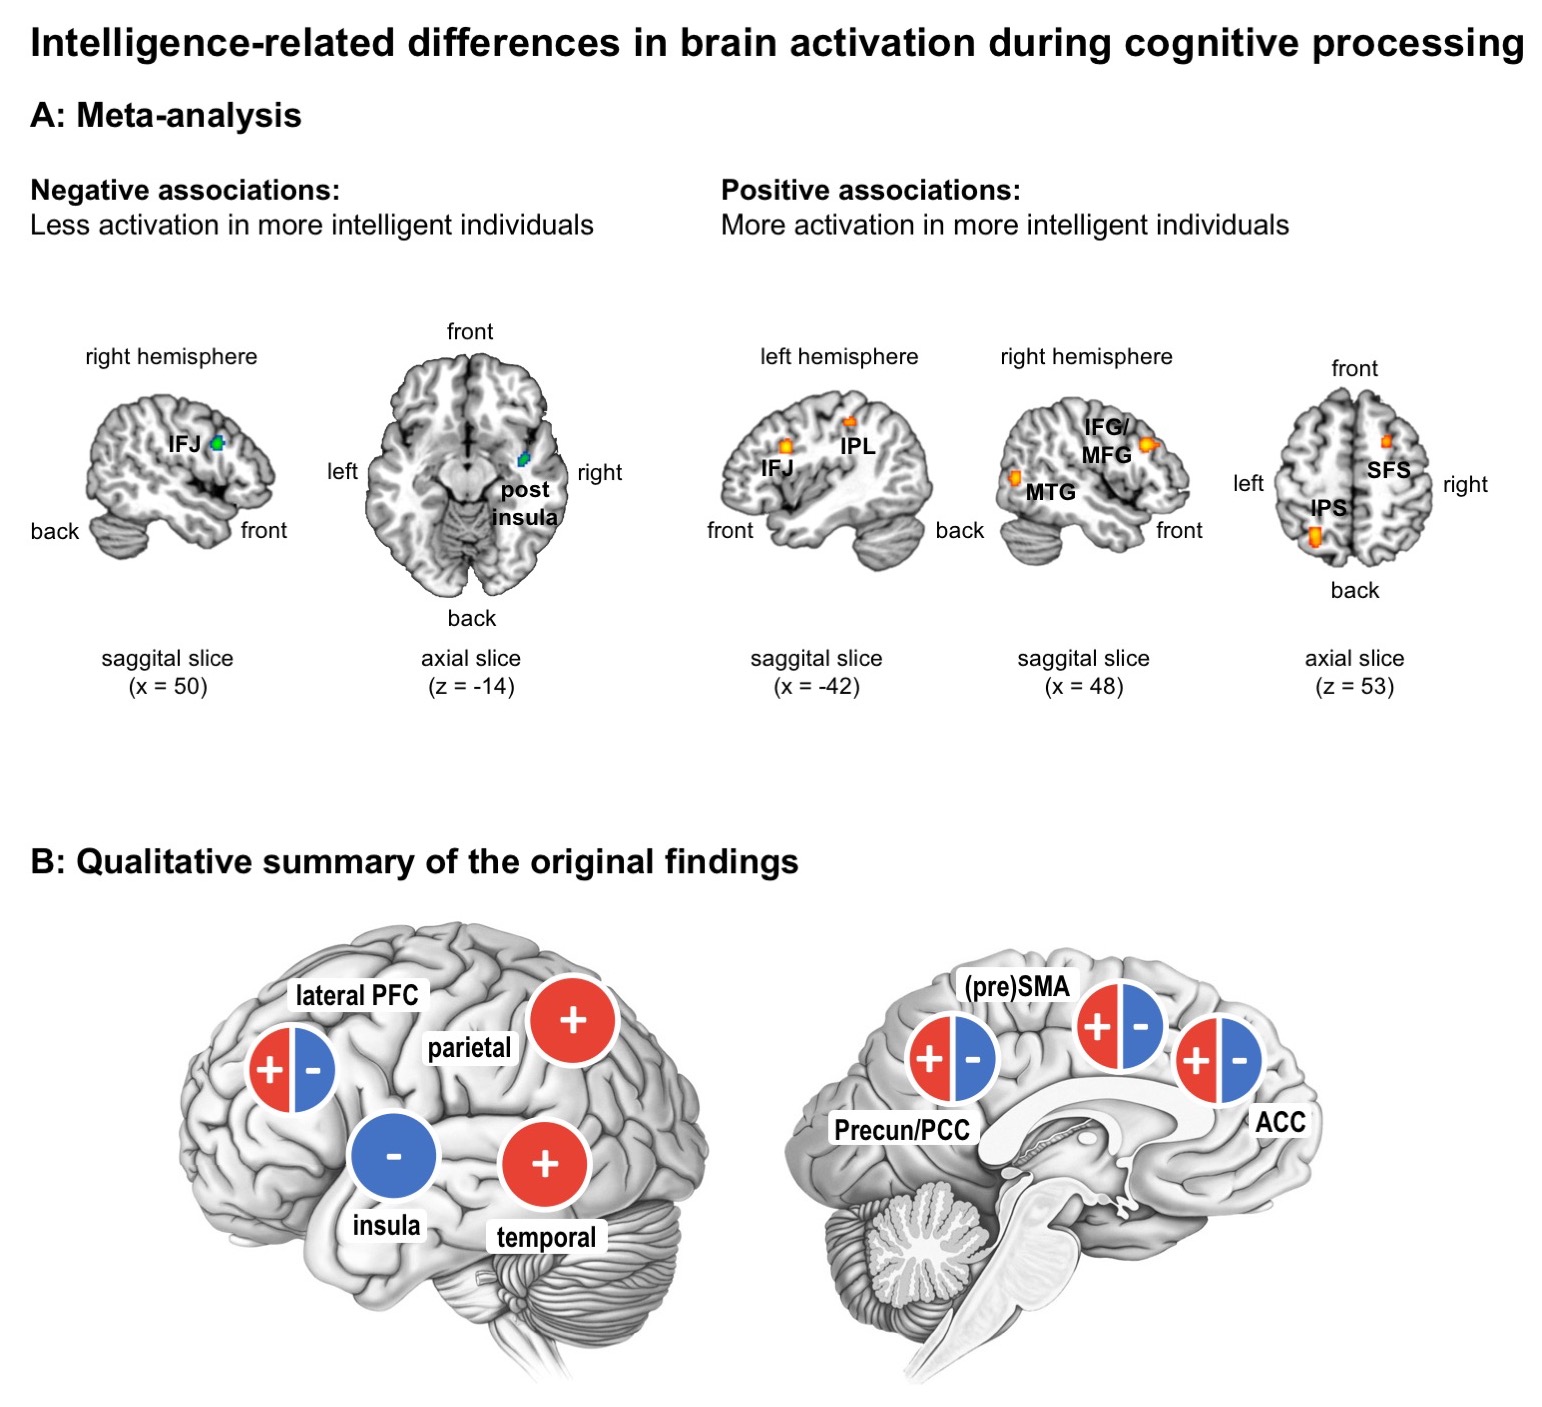 Intelligence-related differences in brain activation during cognitive processing
A: Meta-analysis
Negative associations:
Less activation in more intelligent individuals
Positive associations:
More activation in more intelligent individuals
right hemisphere
IFJ
back
front
saggital slice
(x = 50)
front
left
right
post
insula
back
axial slice
(z = -14)
left hemisphere
IFJ
IPL
front
back
saggital slice
(x = -42)
right hemisphere
IFG/
MFG
MTG
front
saggital slice
(x = 48)
front
left
SFS
right
IPS
back
axial slice
(z = 53)
B: Qualitative summary of the original findings
lateral PFC
+ -
parietal
+
-
insula
+
temporal
(pre)SMA
+ -
+ -
Precun/PCC
+ -
ACC